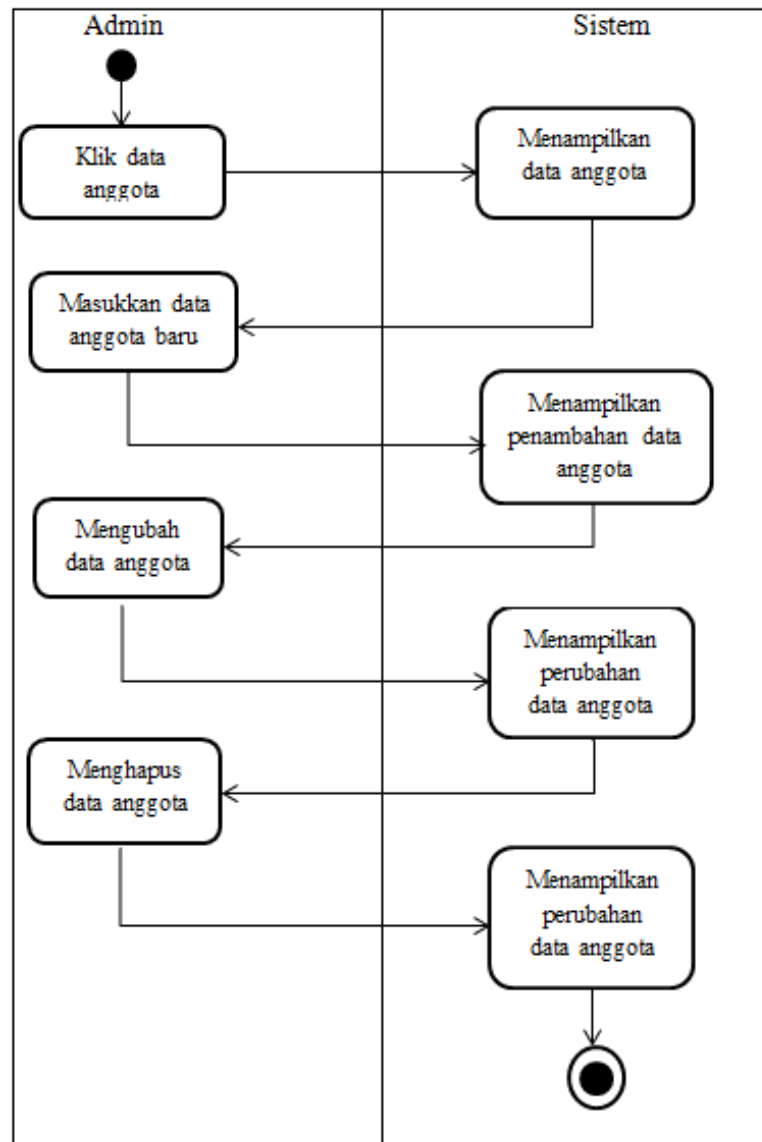 Admin
Sistem
Klik data
anggota
Menampilkan
data anggota
Masukkan data
anggota baru
Menampilkan
penambahan data
anggota
Mengubah
data anggota
Menampilkan
perubahan
data anggota
Menghapus
data anggota
Menampilkan
perubahan
data anggota